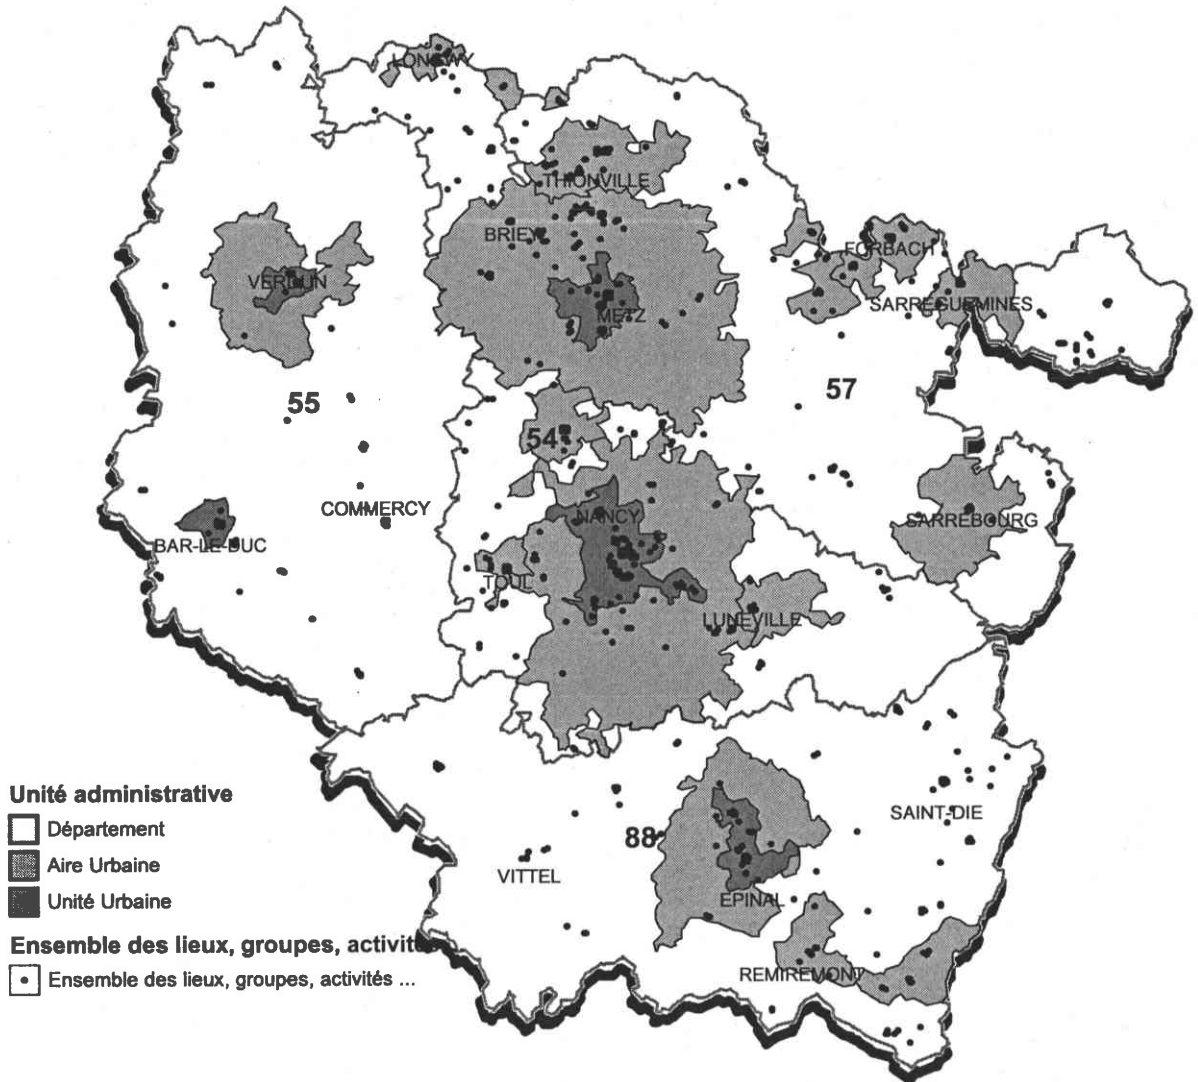 LONGWY
THIONVILLE
BRIEY
FORBACH
VERDUN
SARREGUEMINES
METZ
55
57
54
COMMERCY
NANCY
SARREBOURG
BAR-LE-DUC
TOUL
LUNEVILLE
Unité administrative
Département
SAINT-DIE
88
Aire Urbaine
VITTEL
Unité Urbaine
EPINAL
Ensemble des lieux, groupes, activités
REMIREMONT
Ensemble des lieux, groupes, activités ...